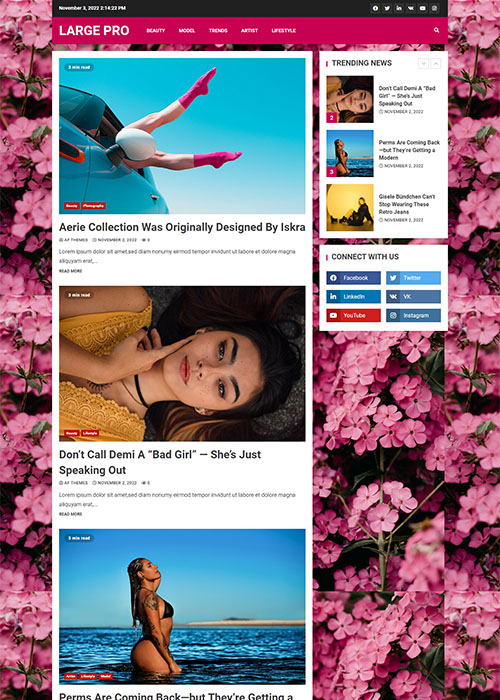 November 3, 2022 2:14:22 PM
LARGE PRO
BEAUTY MODEL TRENDS ARTIST LIFESTYLE
3 min read
Beauty Photography
Aerie Collection Was Originally Designed By Iskra
AF THEMES NOVEMBER 2, 2022 0
Lorem ipsum dolor sit amet,sed diam nonumy eirmod tempor invidunt ut labore et dolore magna
aliquyam erat,...
READ MORE
3 min read
Beauty Lifestyle
Don't Call Demi A “Bad Girl” — She's Just
Speaking Out
AF THEMES NOVEMBER 2, 2022 0
Lorem ipsum dolor sit amet,sed diam nonumy eirmod tempor invidunt ut labore et dolore magna
aliquyam erat,...
READ MORE
3 min read
Artist Lifestyle Model
Perms Are Coming Back—but They're Getting a
TRENDING NEWS
2
Don't Call Demi A “Bad
Girl” — She's Just
Speaking Out
NOVEMBER 2, 2022
3
Perms Are Coming Back
—but They're Getting a
Modern
NOVEMBER 2, 2022
Gisele Bündchen Can't
Stop Wearing These
Retro Jeans
NOVEMBER 2, 2022
CONNECT WITH US
Facebook Twitter
LinkedIn VK
YouTube Instagram